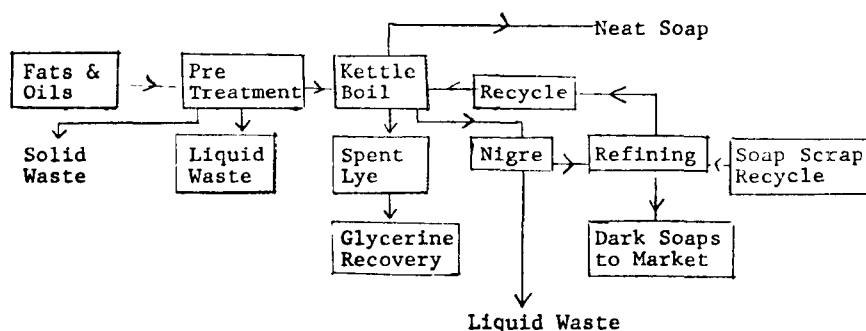 Neat Soap
Fats &
Oils
Pre
Treatment
Kettle
Boil
Recycle
Solid
Waste
Liquid
Waste
Spent
Lye
Nigre
Refining
Soap Scrap
Recycle
Glycerine
Recovery
Dark Soaps
to Market
Liquid Waste